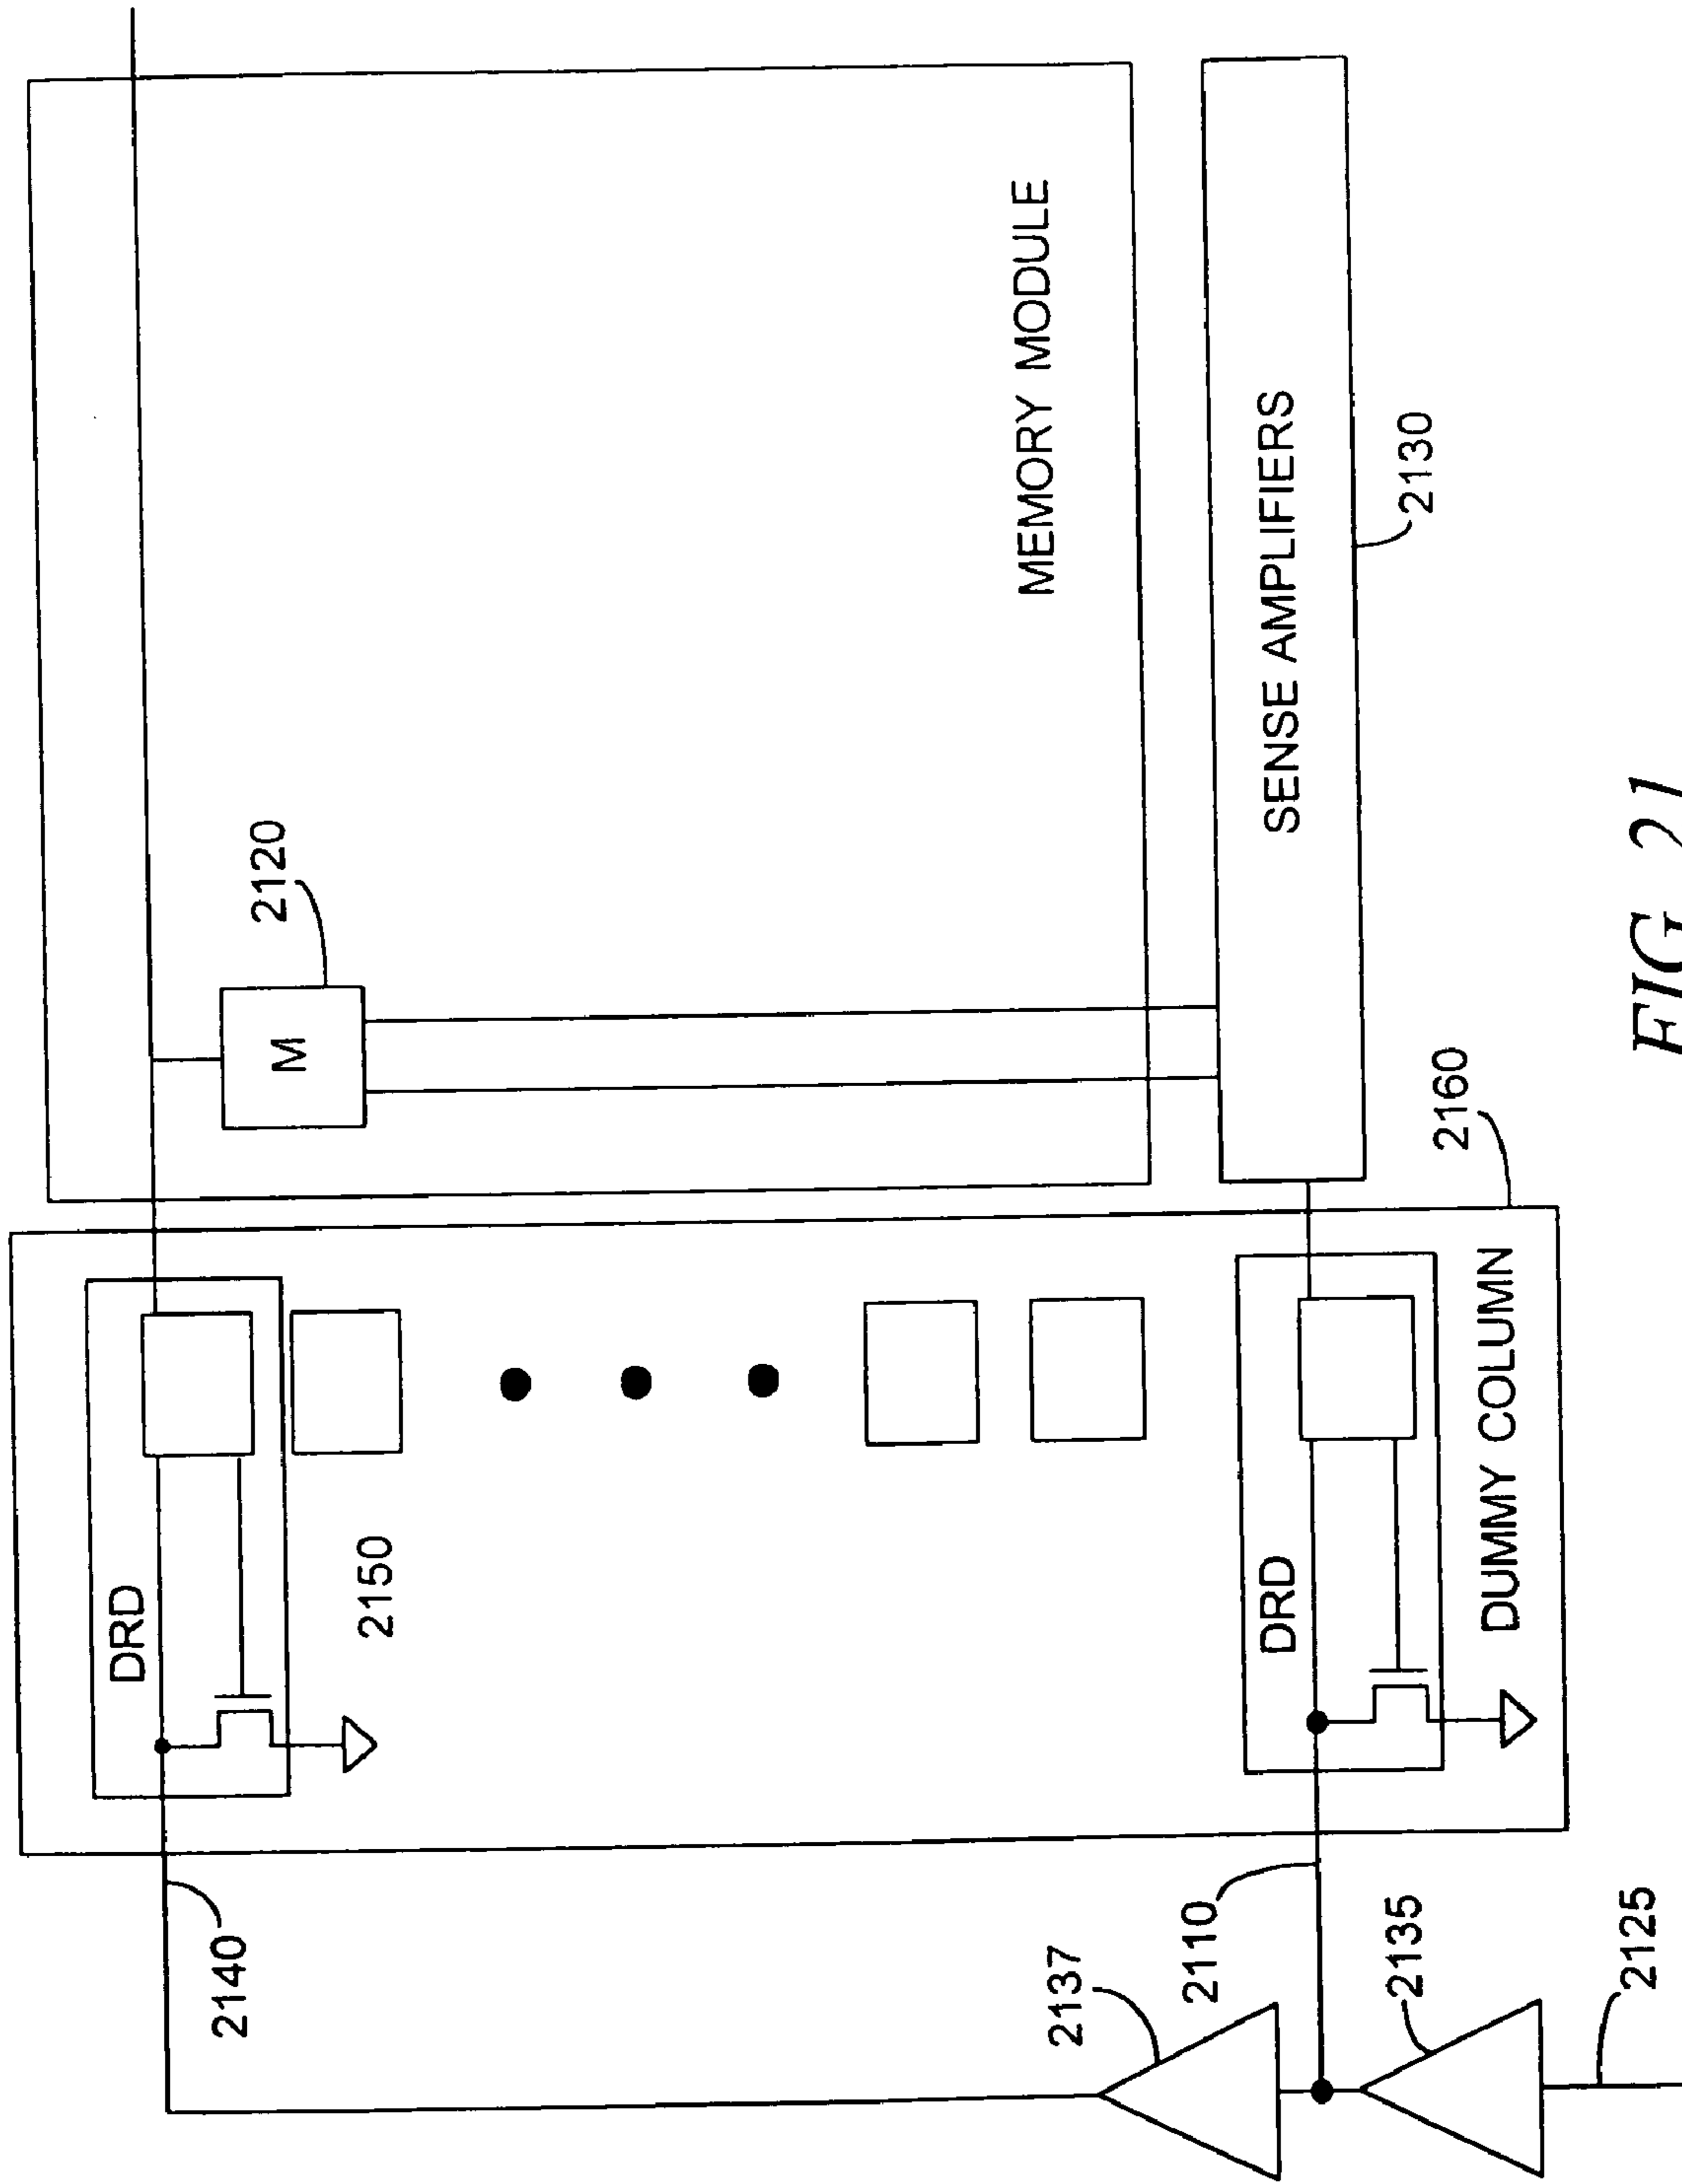 2120
M
MEMORY MODULE
SENSE AMPLIFIERS
2130
DRD
2150
DRD
DUMMY COLUMN
2160
2140
2137
2110
2135
2125
FIG. 21